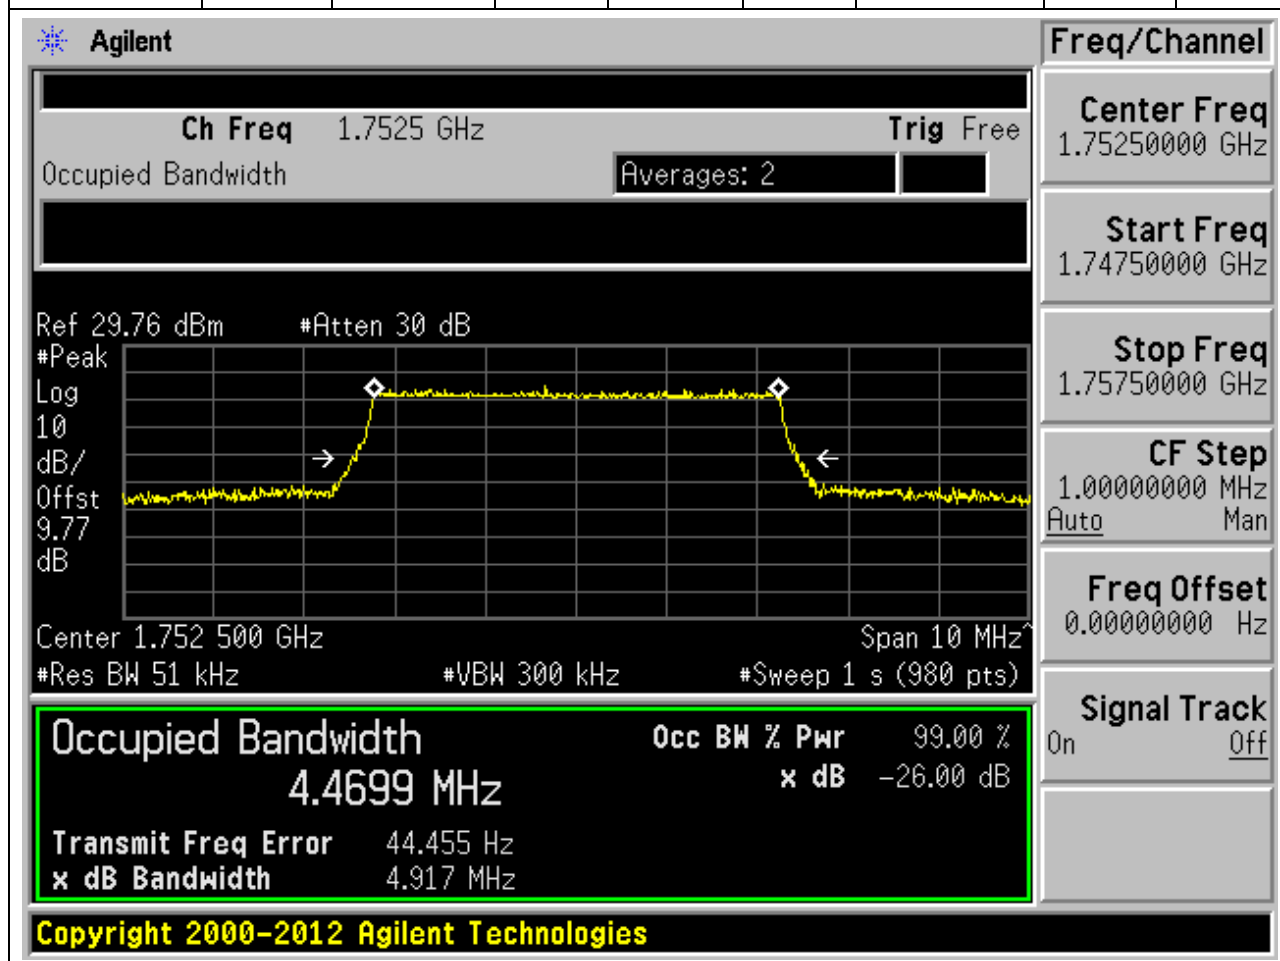 Agilent
Freq/Channel
Ch Freq 1.7525 GHz Trig Free
Occupied Bandwidth Averages: 2
Ref 29.76 dBm #Atten 30 dB
#Peak
Log
10
dB/
Offst
9.77
dB
Center 1.752 500 GHz Span 10 MHz^
#Res BW 51 kHz #VBW 300 kHz #Sweep 1 s (980 pts)
Occupied Bandwidth Occ BW % Pwr 99.00 %
4.4699 MHz x dB -26.00 dB
Transmit Freq Error 44.455 Hz
x dB Bandwidth 4.917 MHz
Copyright 2000-2012 Agilent Technologies
Center Freq
1.75250000 GHz
Start Freq
1.74750000 GHz
Stop Freq
1.75750000 GHz
CF Step
1.00000000 MHz
Auto Man
Freq Offset
0.00000000 Hz
Signal Track
On Off